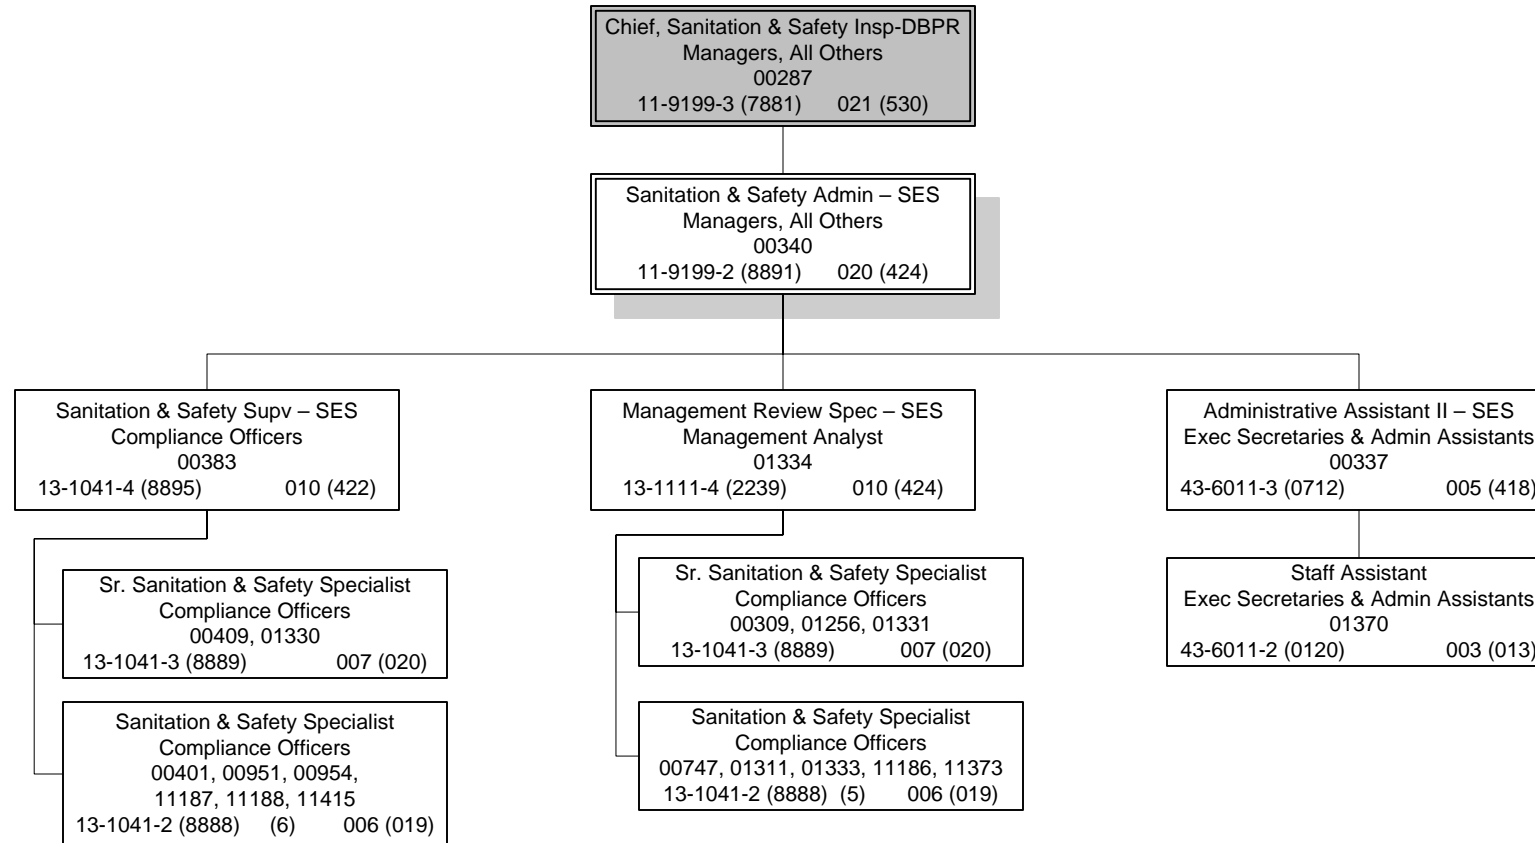 Chief, Sanitation & Safety Insp-DBPR
Managers, All Others
00287
11-9199-3 (7881) 021 (530)
Sanitation & Safety Admin – SES
Managers, All Others
00340
11-9199-2 (8891) 020 (424)
Sanitation & Safety Supv – SES
Compliance Officers
00383
13-1041-4 (8895) 010 (422)
Sr. Sanitation & Safety Specialist
Compliance Officers
00409, 01330
13-1041-3 (8889) 007 (020)
Sanitation & Safety Specialist
Compliance Officers
00401, 00951, 00954,
11187, 11188, 11415
13-1041-2 (8888) (6) 006 (019)
Management Review Spec – SES
Management Analyst
01334
13-1111-4 (2239) 010 (424)
Sr. Sanitation & Safety Specialist
Compliance Officers
00309, 01256, 01331
13-1041-3 (8889) 007 (020)
Sanitation & Safety Specialist
Compliance Officers
00747, 01311, 01333, 11186, 11373
13-1041-2 (8888) (5) 006 (019)
Administrative Assistant II – SES
Exec Secretaries & Admin Assistants
00337
43-6011-3 (0712) 005 (418)
Staff Assistant
Exec Secretaries & Admin Assistants
01370
43-6011-2 (0120) 003 (013)